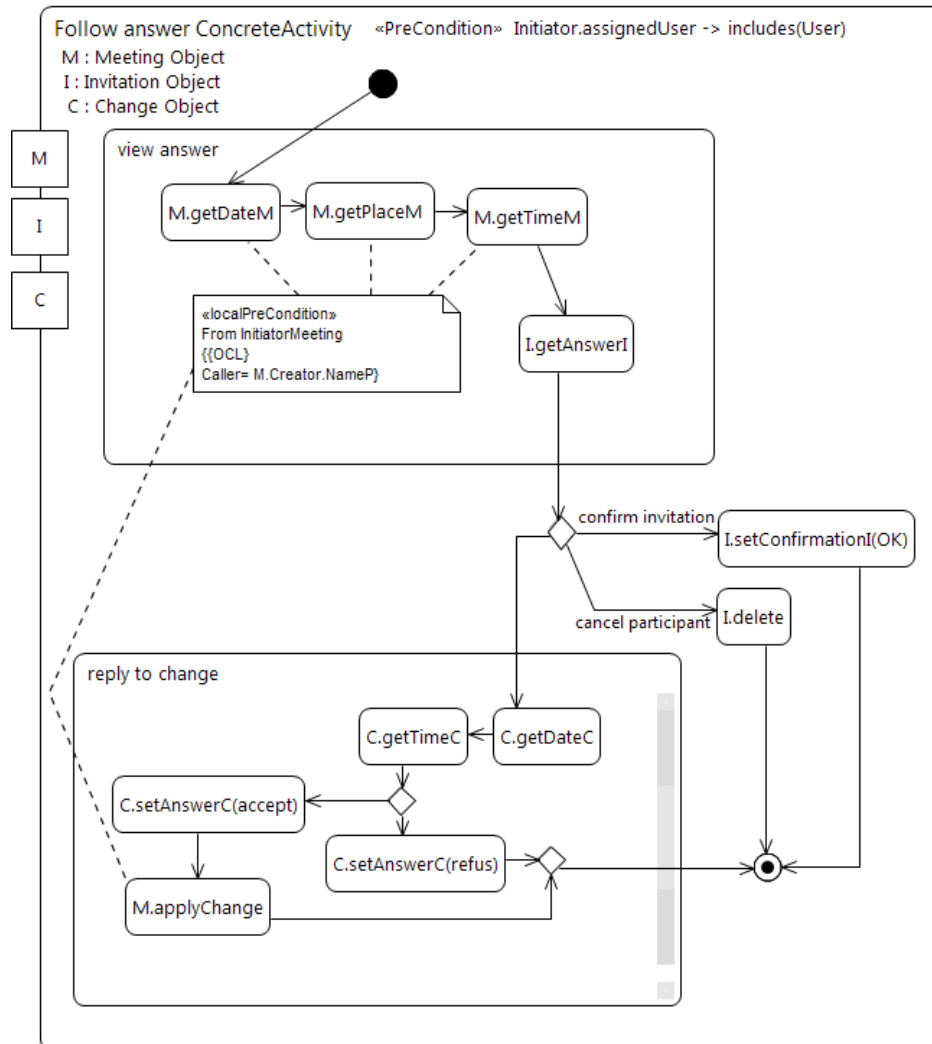 Follow answer ConcreteActivity «PreCondition» Initiator.assignedUser -> includes(User)
M : Meeting Object
I : Invitation Object
C : Change Object
M
I
C
view answer
M.getDateM
M.getPlaceM
M.getTimeM
«localPreCondition»
From InitiatorMeeting
{{OCL}
Caller= M.Creator.NameP}
I.getAnswerI
confirm invitation
I.setConfirmationI(OK)
cancel participant
I.delete
reply to change
C.getTimeC
C.getDateC
C.setAnswerC(accept)
C.setAnswerC(refus)
M.applyChange